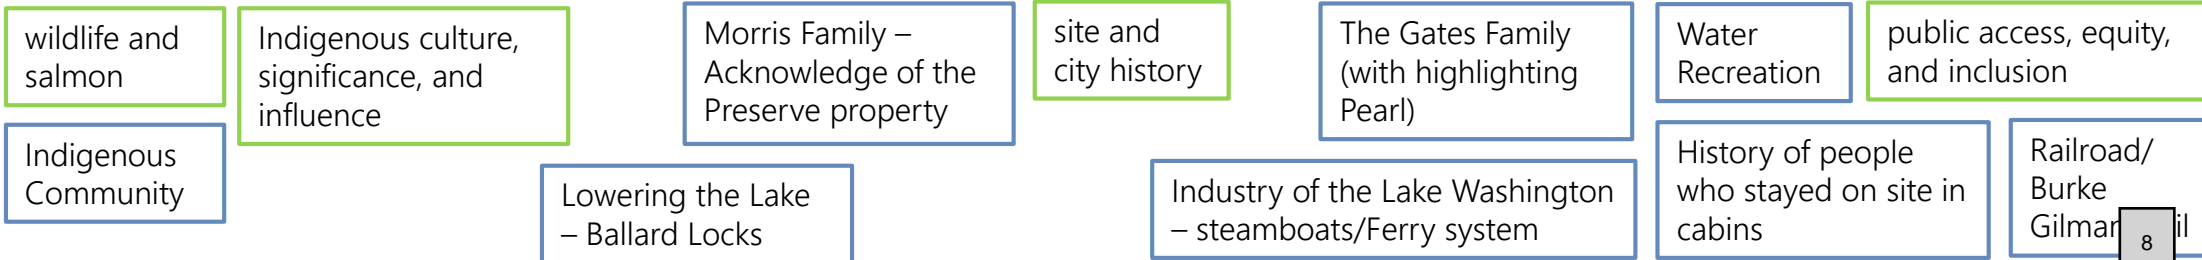 wildlife and
salmon
Indigenous culture,
significance, and
influence
Morris Family –
Acknowledge of the
Preserve property
site and
city history
The Gates Family
(with highlighting
Pearl)
Water
Recreation
public access, equity,
and inclusion
Indigenous
Community
Lowering the Lake
– Ballard Locks
Industry of the Lake Washington
– steamboats/Ferry system
History of people
who stayed on site in
cabins
Railroad/
Burke
8